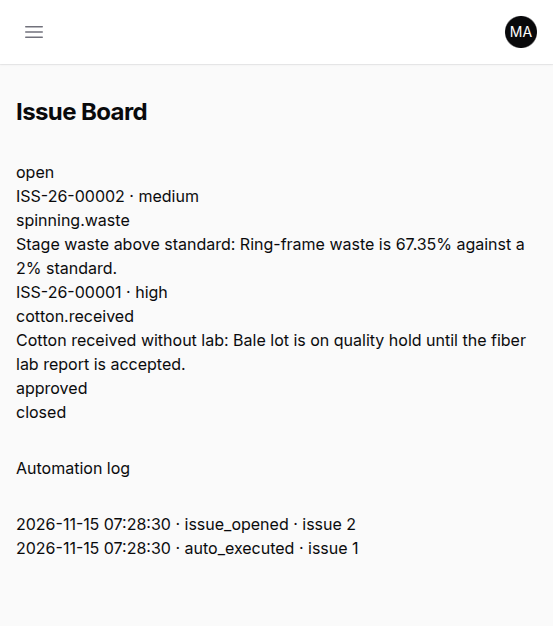 MA
Issue Board
open
ISS-26-00002 · medium
spinning.waste
Stage waste above standard: Ring-frame waste is 67.35% against a
2% standard.
ISS-26-00001 · high
cotton.received
Cotton received without lab: Bale lot is on quality hold until the fiber
lab report is accepted.
approved
closed
Automation log
2026-11-15 07:28:30 · issue_opened · issue 2
2026-11-15 07:28:30 · auto_executed · issue 1